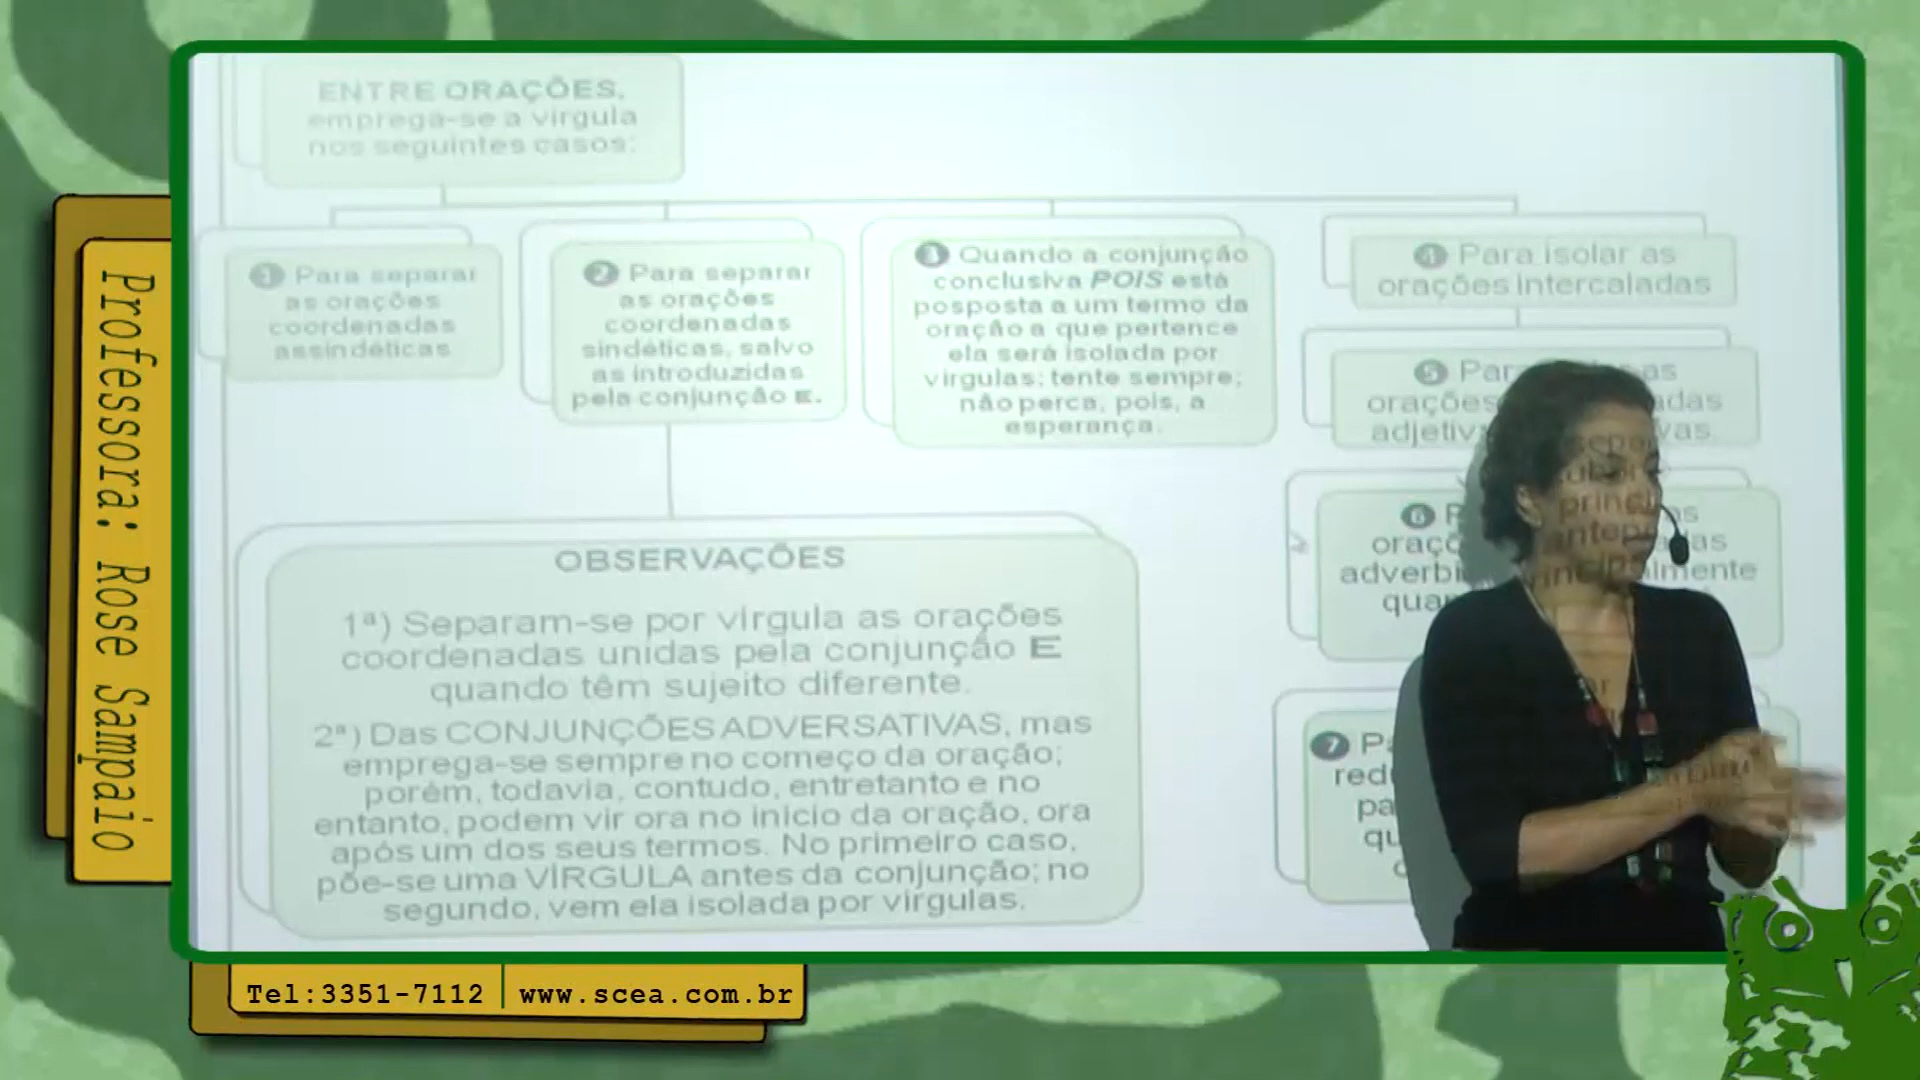 ENTRE ORAÇÕES,
emprega-se a vírgula
nos seguintes casos:
1 Para separar
as orações
coordenadas
assindéticas
2 Para separar
as orações
coordenadas
sindéticas, salvo
as introduzidas
pela conjunção E.
3 Quando a conjunção
conclusiva POIS está
posposta a um termo da
oração a que pertence
ela será isolada por
vírgulas: tente sempre;
não perca, pois, a
esperança.
4 Para isolar as
orações intercaladas
5 as
orações
6
adverbi
7
OBSERVAÇÕES
1ª) Separam-se por vírgula as orações
coordenadas unidas pela conjunção E
quando têm sujeito diferente.
2ª) Das CONJUNÇÕES ADVERSATIVAS, mas
emprega-se sempre no começo da oração;
porém, todavia, contudo, entretanto e no
entanto, podem vir ora no início da oração, ora
após um dos seus termos. No primeiro caso,
põe-se uma VÍRGULA antes da conjunção; no
segundo, vem ela isolada por vírgulas.
Professora: Rose Sampaio
Tel:3351-7112
www.scea.com.br